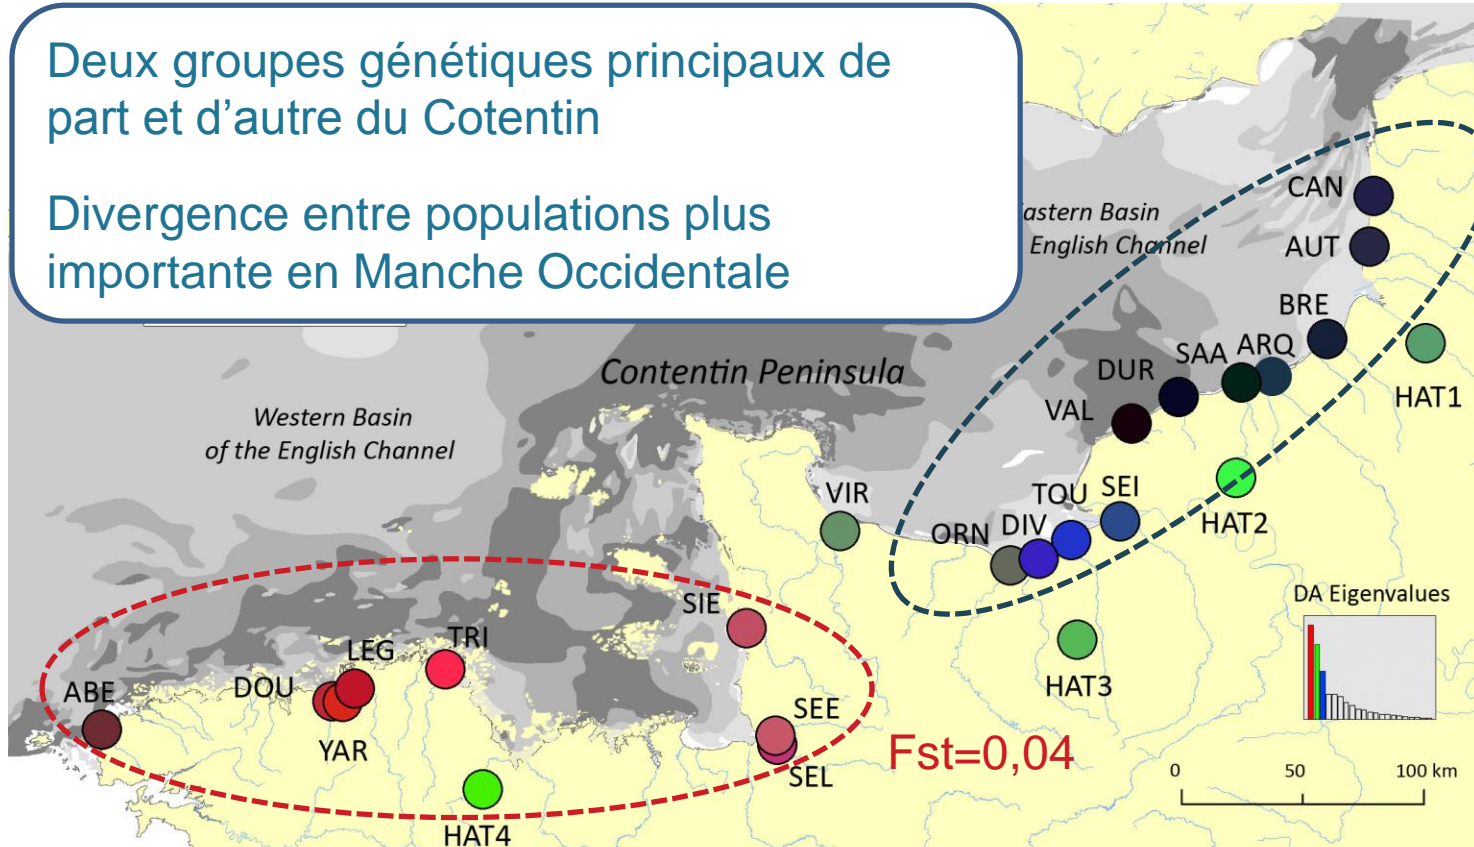 Deux groupes génétiques principaux de
part et d'autre du Cotentin
Divergence entre populations plus
importante en Manche Occidentale
astern Basin
English Channel
Contentin Peninsula
Western Basin
of the English Channel
CAN
AUT
BRE
ARQ
SAA
DUR
VAL
HAT1
HAT2
SEI
TOU
DIV
ORN
VIR
HAT3
DA Eigenvalues
SIE
TRI
LEG
DOU
ABE
YAR
SEE
SEL
HAT4
Fst=0,04
0 50 100 km